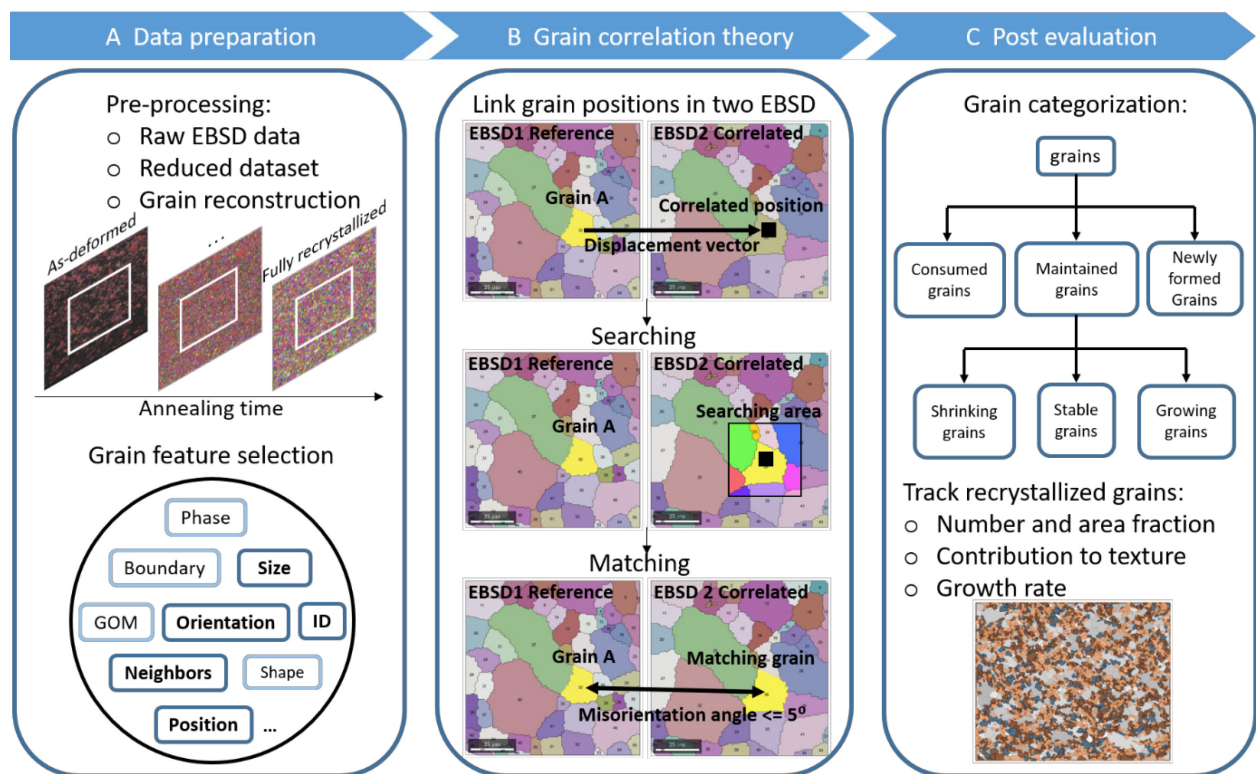 A Data preparation
B Grain correlation theory
C Post evaluation
Pre-processing:
o Raw EBSD data
o Reduced dataset
o Grain reconstruction
As-deformed
...
Fully recrystallized
Annealing time
Grain feature selection
Phase
Boundary
Size
GOM
Orientation
ID
Neighbors
Shape
Position
...
Link grain positions in two EBSD
EBSD1 Reference
EBSD2 Correlated
Grain A
Correlated position
Displacement vector
Searching
EBSD1 Reference
EBSD2 Correlated
Searching area
Grain A
Matching
EBSD1 Reference
EBSD 2 Correlated
Grain A
Matching grain
Misorientation angle <= 5⁰
Grain categorization:
grains
Consumed
grains
Maintained
grains
Newly
formed
Grains
Shrinking
grains
Stable
grains
Growing
grains
Track recrystallized grains:
o Number and area fraction
o Contribution to texture
o Growth rate